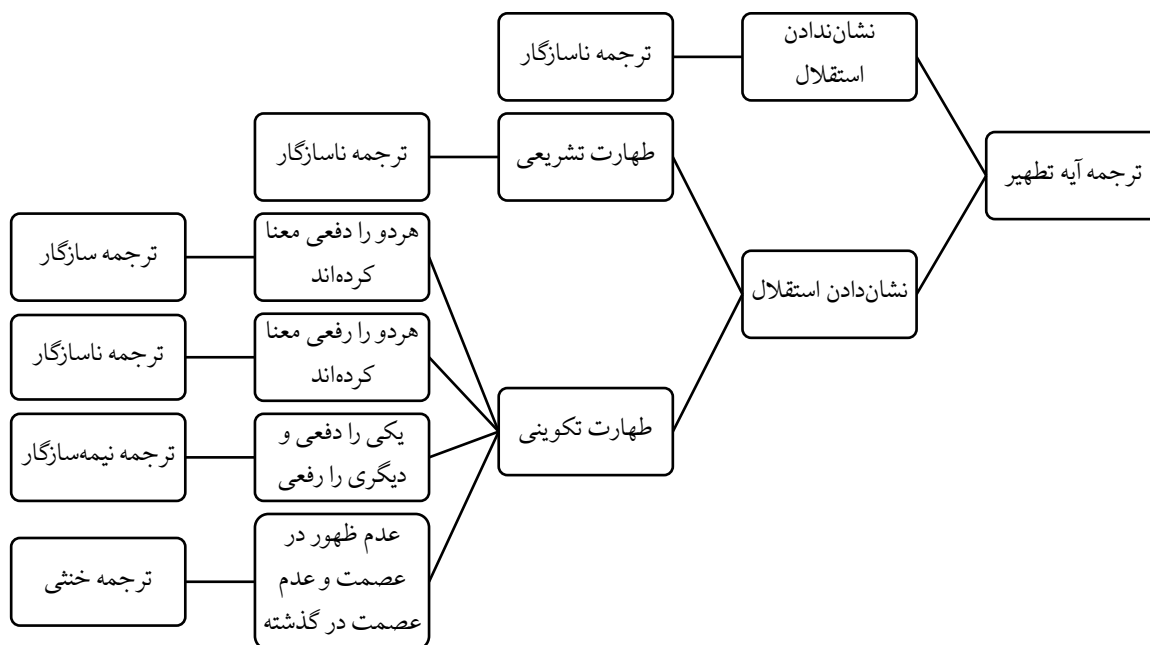 ترجمه آیه تطهیر
نشان‌ندادن
استقلال
ترجمه ناسازگار
نشان‌دادن استقلال
طهارت تشریعی
ترجمه ناسازگار
طهارت تکوینی
هردو را دفعی معنا
کرده‌اند
ترجمه سازگار
هردو را رفعی معنا
کرده‌اند
ترجمه ناسازگار
یکی را دفعی و
دیگری را رفعی
ترجمه نیمه‌سازگار
عدم ظهور در
عصمت و عدم
عصمت در گذشته
ترجمه خنثی